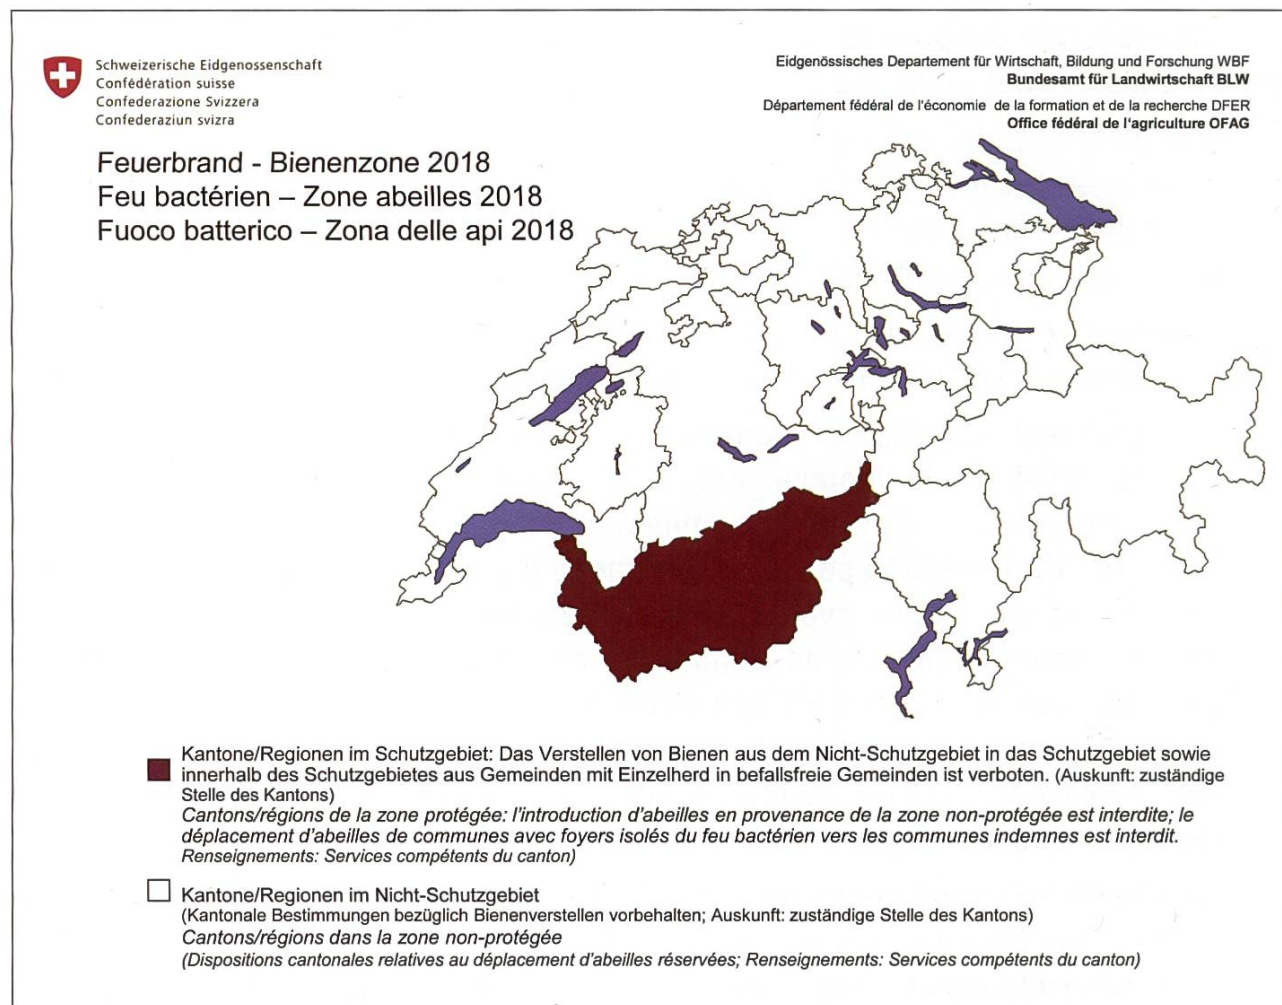 Schweizerische Eidgenossenschaft
Confédération suisse
Confederazione Svizzera
Confederaziun svizra
Eidgenössisches Departement für Wirtschaft, Bildung und Forschung WBF
Bundesamt für Landwirtschaft BLW
Département fédéral de l'économie de la formation et de la recherche DFER
Office fédéral de l'agriculture OFAG
Feuerbrand - Bienenzone 2018
Feu bactérien – Zone abeilles 2018
Fuoco batterico – Zona delle api 2018
Kantone/Regionen im Schutzgebiet: Das Verstellen von Bienen aus dem Nicht-Schutzgebiet in das Schutzgebiet sowie
innerhalb des Schutzgebietes aus Gemeinden mit Einzelherd in befallsfreie Gemeinden ist verboten. (Auskunft: zuständige
Stelle des Kantons)
Cantons/régions de la zone protégée: l'introduction d'abeilles en provenance de la zone non-protégée est interdite; le
déplacement d'abeilles de communes avec foyers isolés du feu bactérien vers les communes indemnes est interdit.
Renseignements: Services compétents du canton)
Kantone/Regionen im Nicht-Schutzgebiet
(Kantonale Bestimmungen bezüglich Bienenverstellen vorbehalten; Auskunft: zuständige Stelle des Kantons)
Cantons/régions dans la zone non-protégée
(Dispositions cantonales relatives au déplacement d'abeilles réservées; Renseignements: Services compétents du canton)